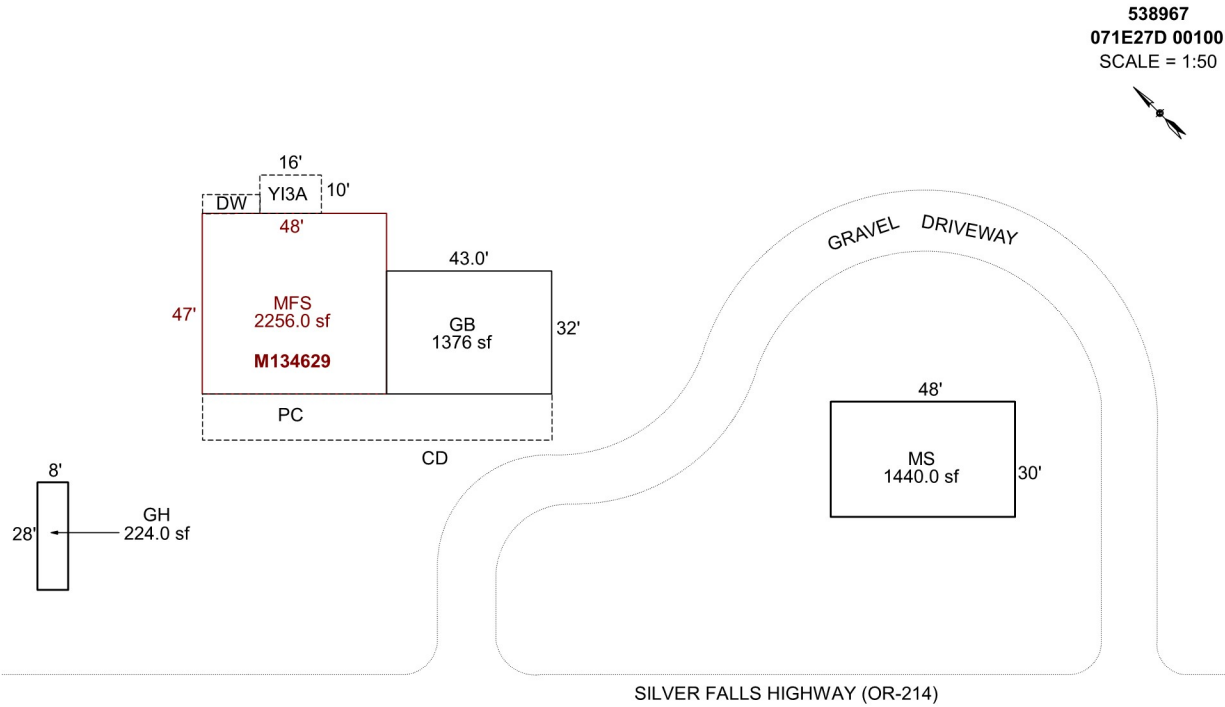 538967
071E27D 00100
SCALE = 1:50
16'
YI3A
10'
DW
48'
47'
MFS
2256.0 sf
M134629
43.0'
GB
1376 sf
32'
PC
CD
GRAVEL DRIVEWAY
48'
MS
1440.0 sf
30'
8'
28'
GH
224.0 sf
SILVER FALLS HIGHWAY (OR-214)